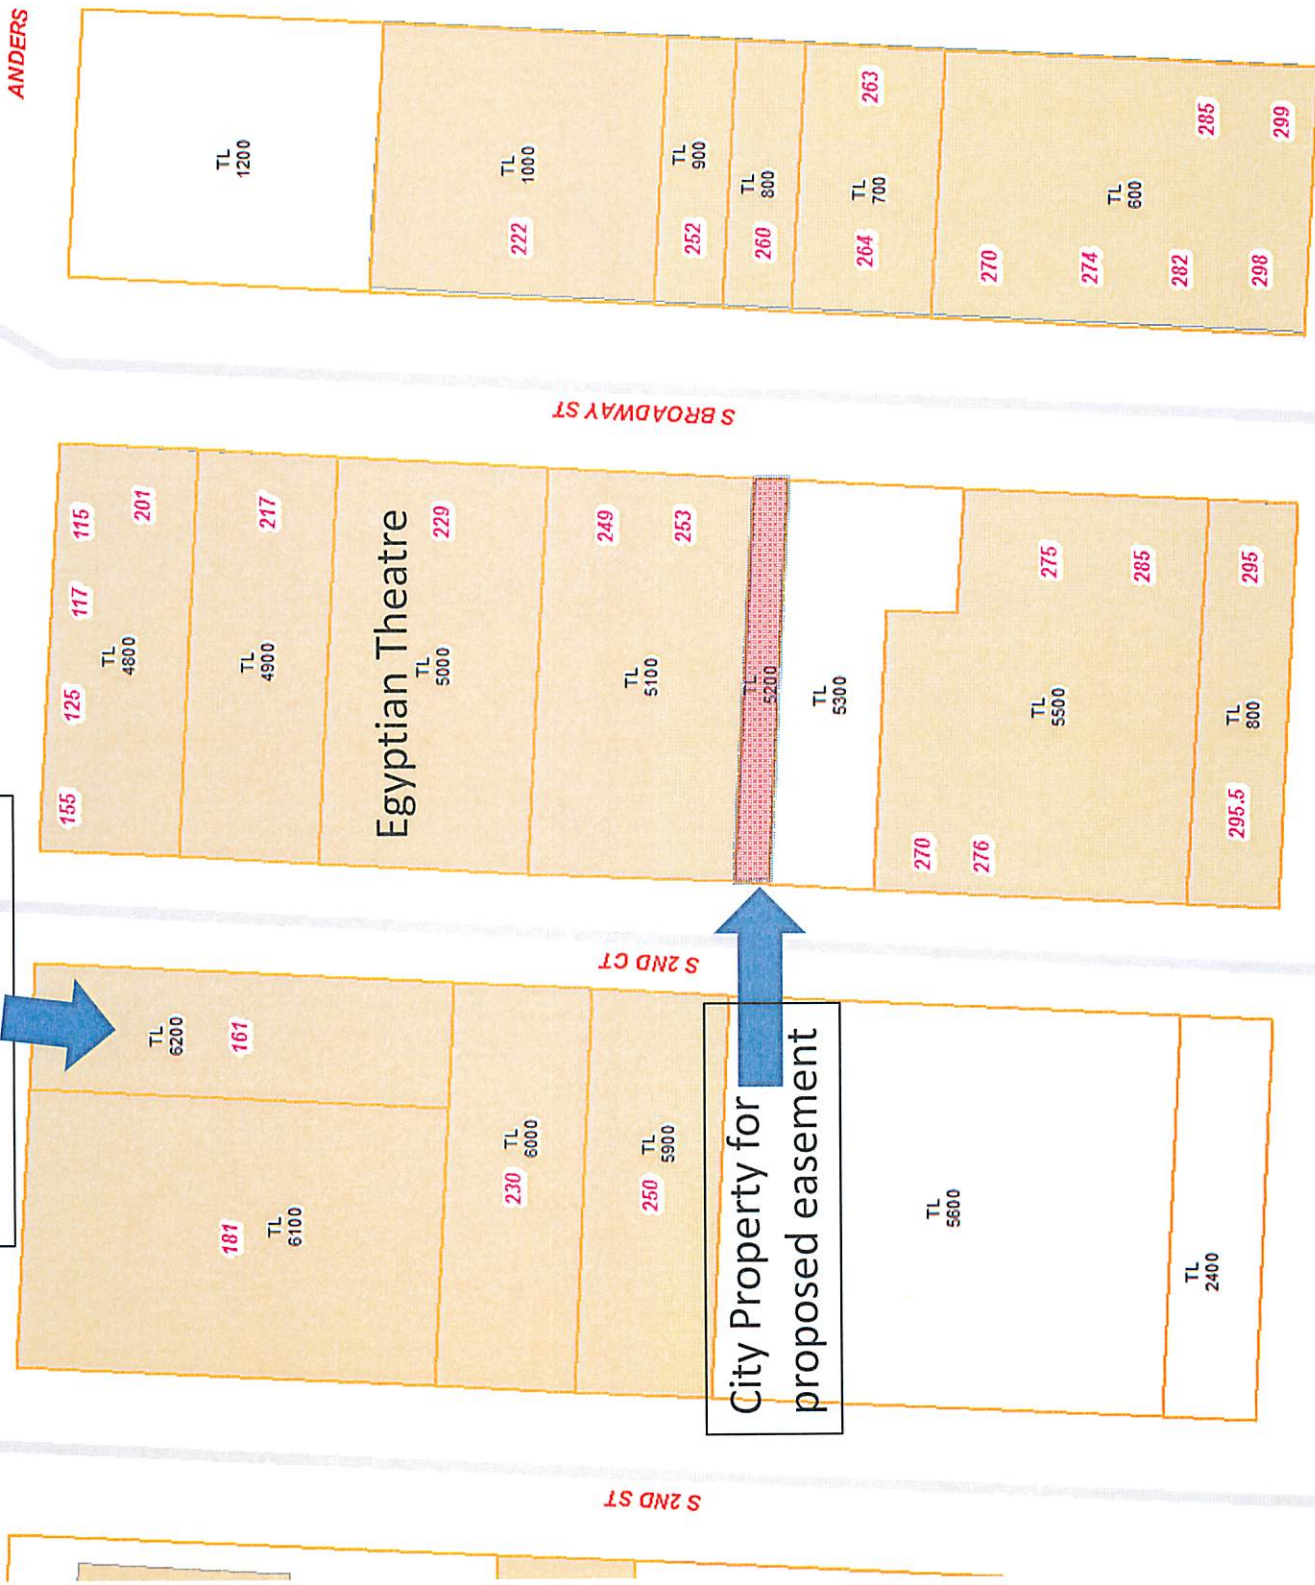 ANDERS
TL
1200
TL
1000
222
TL
900
252
TL
800
260
263
TL
700
264
285
299
TL
600
270
274
282
298
S BROADWAY ST
115
201
117
125
155
TL
4800
217
TL
4900
Egyptian Theatre
229
TL
5000
249
253
TL
5100
TL
5200
TL
5300
275
285
TL
5500
270
276
295
TL
800
295.5
S 2ND CT
TL
6200
161
181
TL
6100
TL
6000
230
TL
5900
250
City Property for
proposed easement
TL
5600
TL
2400
S 2ND ST